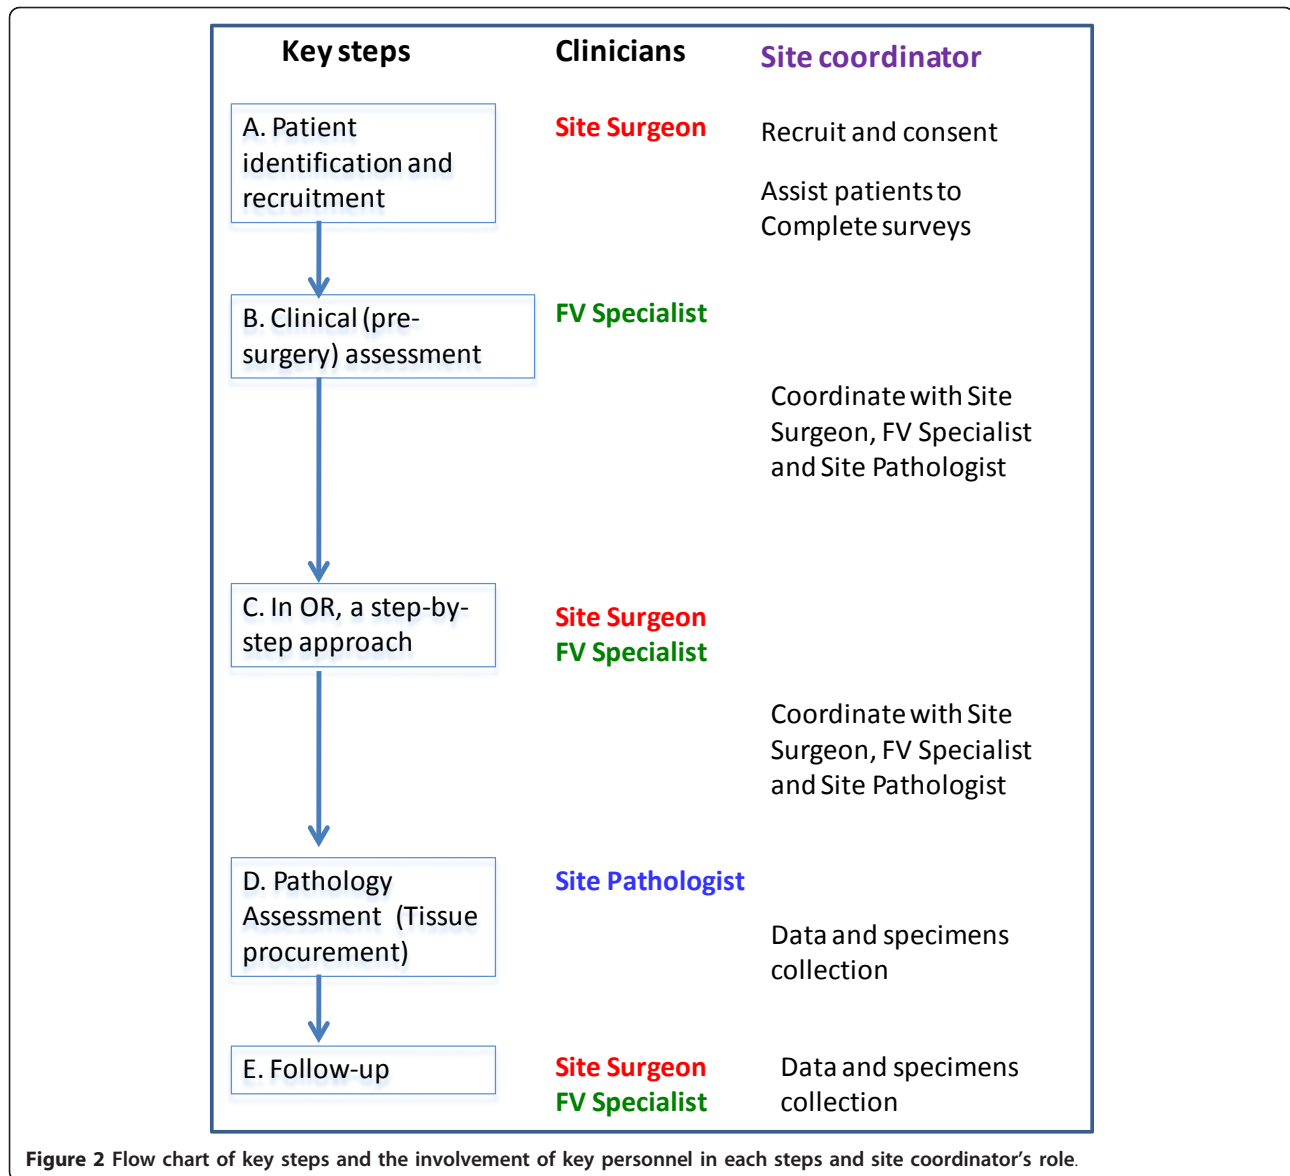 Key steps
Clinicians
Site coordinator
A. Patient
identification and
recruitment
Site Surgeon
Recruit and consent
Assist patients to
Complete surveys
B. Clinical (pre-
surgery) assessment
FV Specialist
Coordinate with Site
Surgeon, FV Specialist
and Site Pathologist
C. In OR, a step-by-
step approach
Site Surgeon
FV Specialist
Coordinate with Site
Surgeon, FV Specialist
and Site Pathologist
D. Pathology
Assessment (Tissue
procurement)
Site Pathologist
Data and specimens
collection
E. Follow-up
Site Surgeon
FV Specialist
Data and specimens
collection
Figure 2 Flow chart of key steps and the involvement of key personnel in each steps and site coordinator's role.